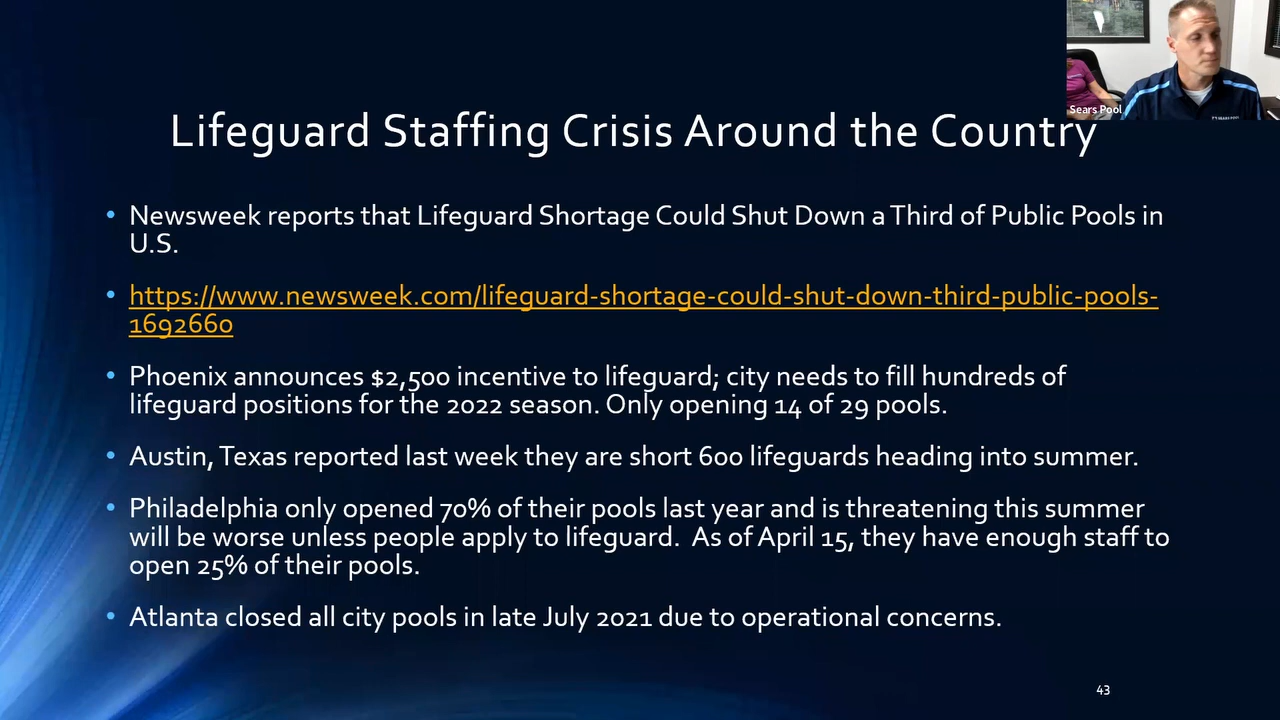 Sears Pool
Lifeguard Staffing Crisis Around the Country
• Newsweek reports that Lifeguard Shortage Could Shut Down a Third of Public Pools in
U.S.
• https://www.newsweek.com/lifeguard-shortage-could-shut-down-third-public-pools-
1692660
• Phoenix announces $2,500 incentive to lifeguard; city needs to fill hundreds of
lifeguard positions for the 2022 season. Only opening 14 of 29 pools.
• Austin, Texas reported last week they are short 600 lifeguards heading into summer.
• Philadelphia only opened 70% of their pools last year and is threatening this summer
will be worse unless people apply to lifeguard.  As of April 15, they have enough staff to
open 25% of their pools.
• Atlanta closed all city pools in late July 2021 due to operational concerns.
43